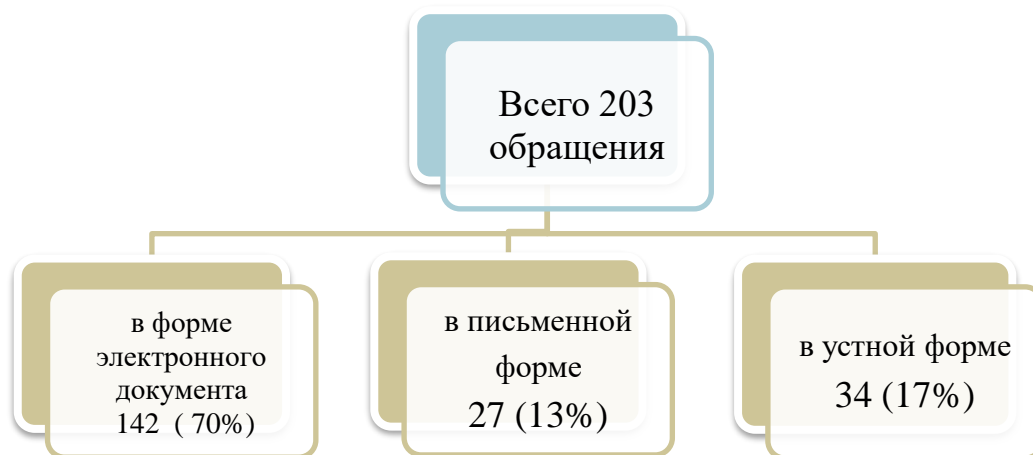 Всего 203
обращения
в форме
электронного
документа
142 ( 70%)
в письменной
форме
27 (13%)
в устной форме
34 (17%)